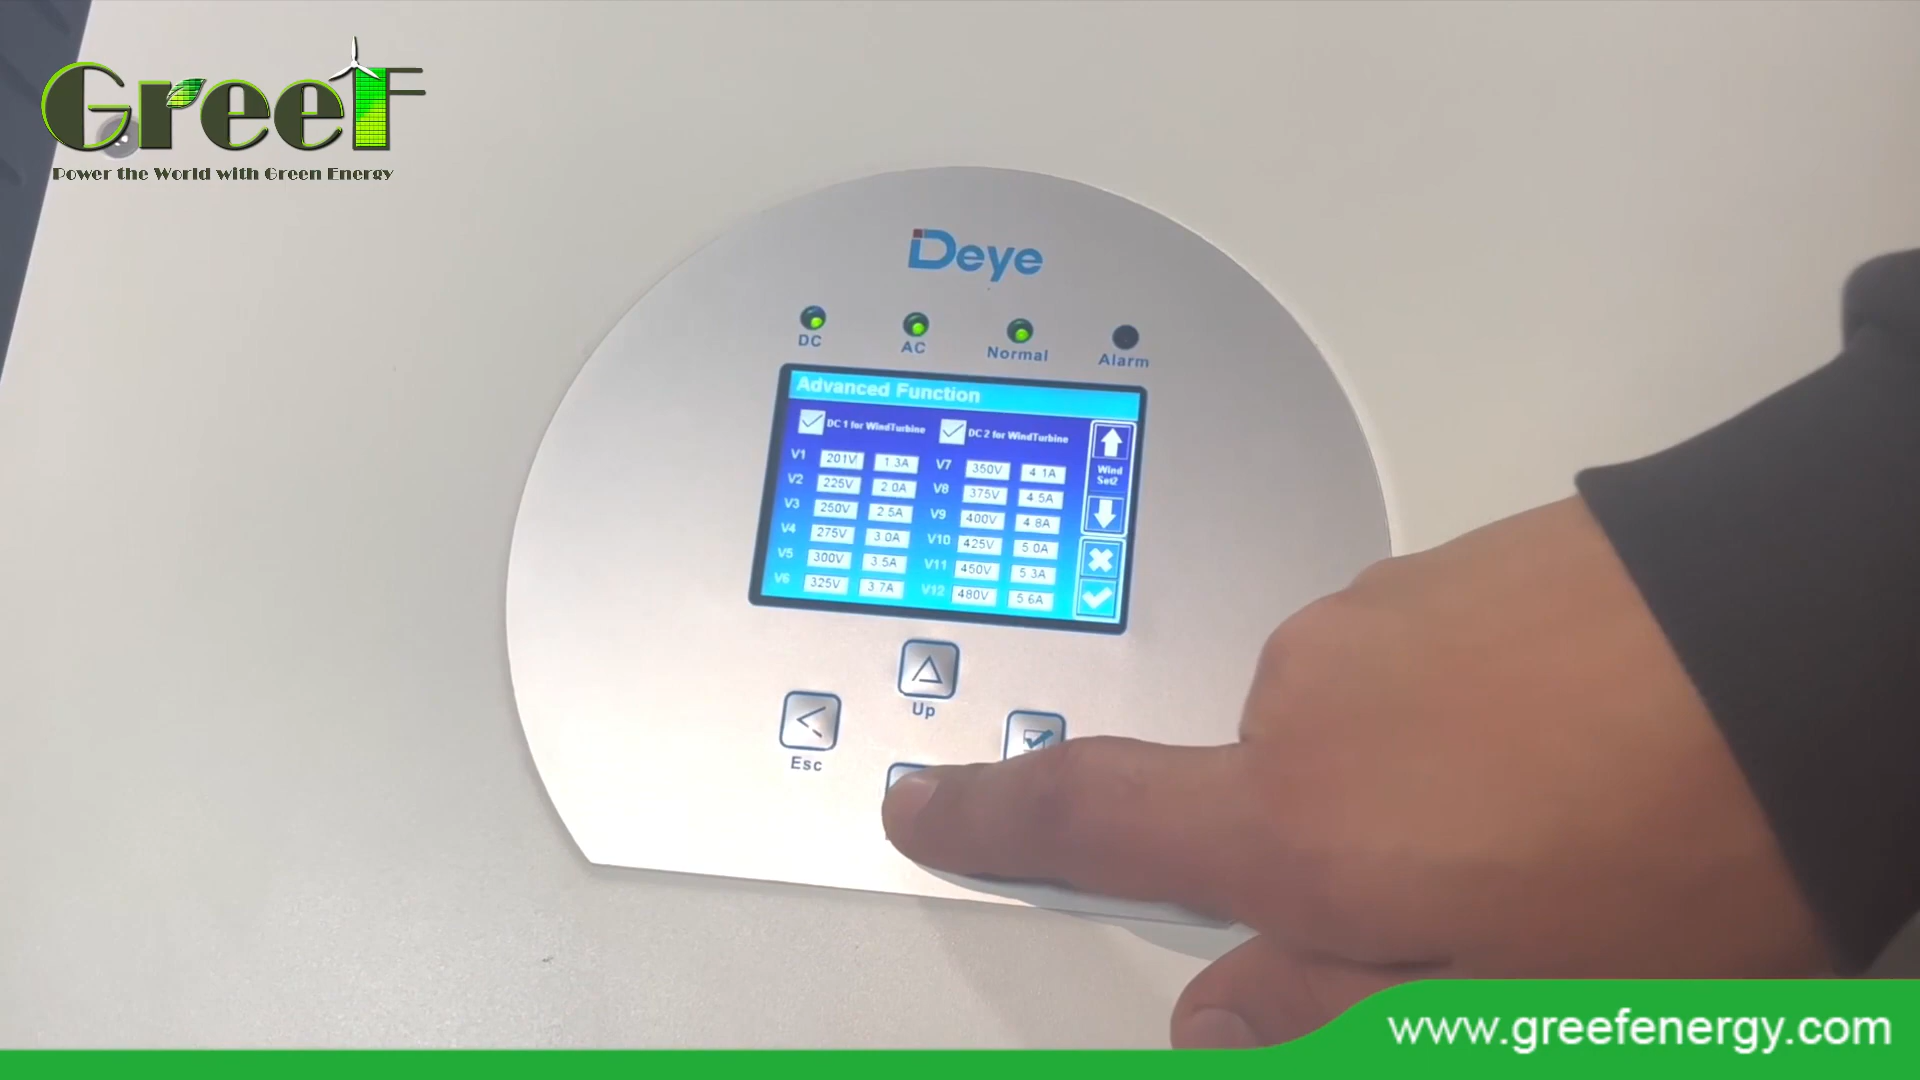 Greef
Power the World with Green Energy
Deye
DC AC Normal Alarm
Advanced Function
DC 1 for WindTurbine DC 2 for WindTurbine
V1 201V 1.3A V7 350V 4.1A
V2 225V 2.0A V8 375V 4.5A
V3 250V 2.5A V9 400V 4.8A
V4 275V 3.0A V10 425V 5.0A
V5 300V 3.5A V11 450V 5.3A
V6 325V 3.7A V12 480V 5.6A
Wind
Set2
Up
Esc
www.greefenergy.com